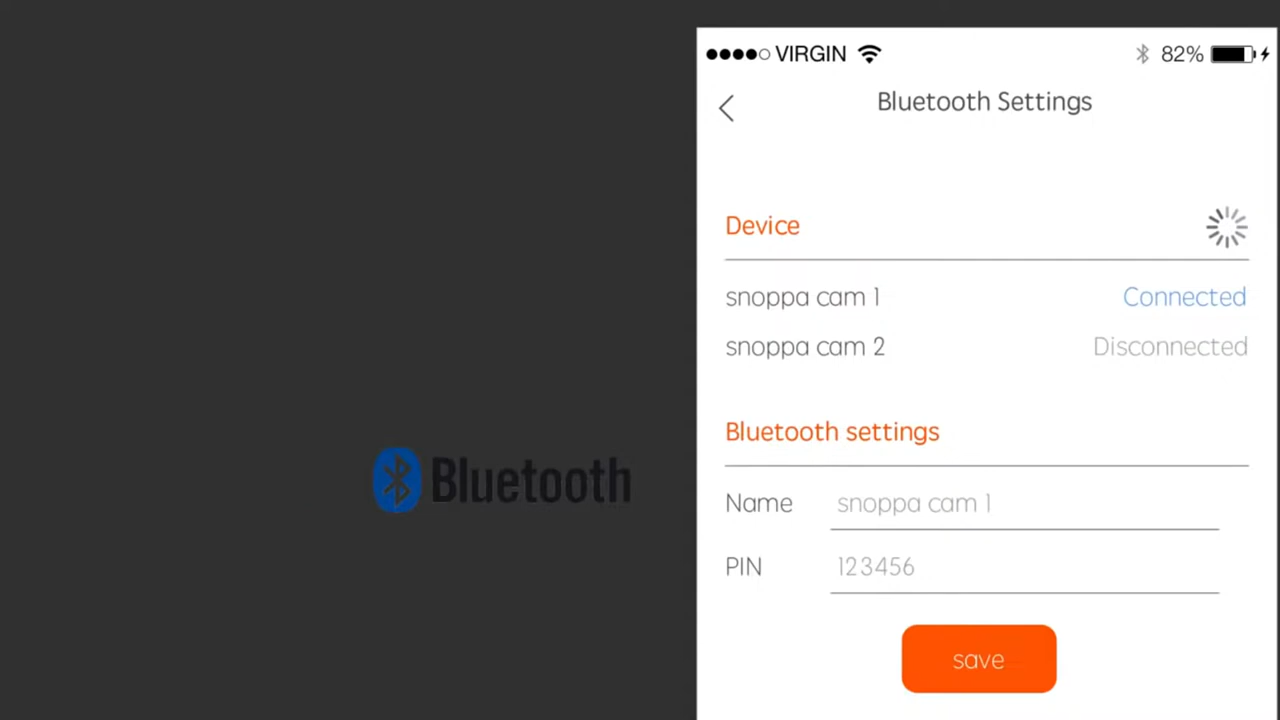 VIRGIN 82%
Bluetooth Settings
Device
snoppa cam 1 Connected
snoppa cam 2 Disconnected
Bluetooth settings
Bluetooth
Name snoppa cam 1
PIN 123456
save